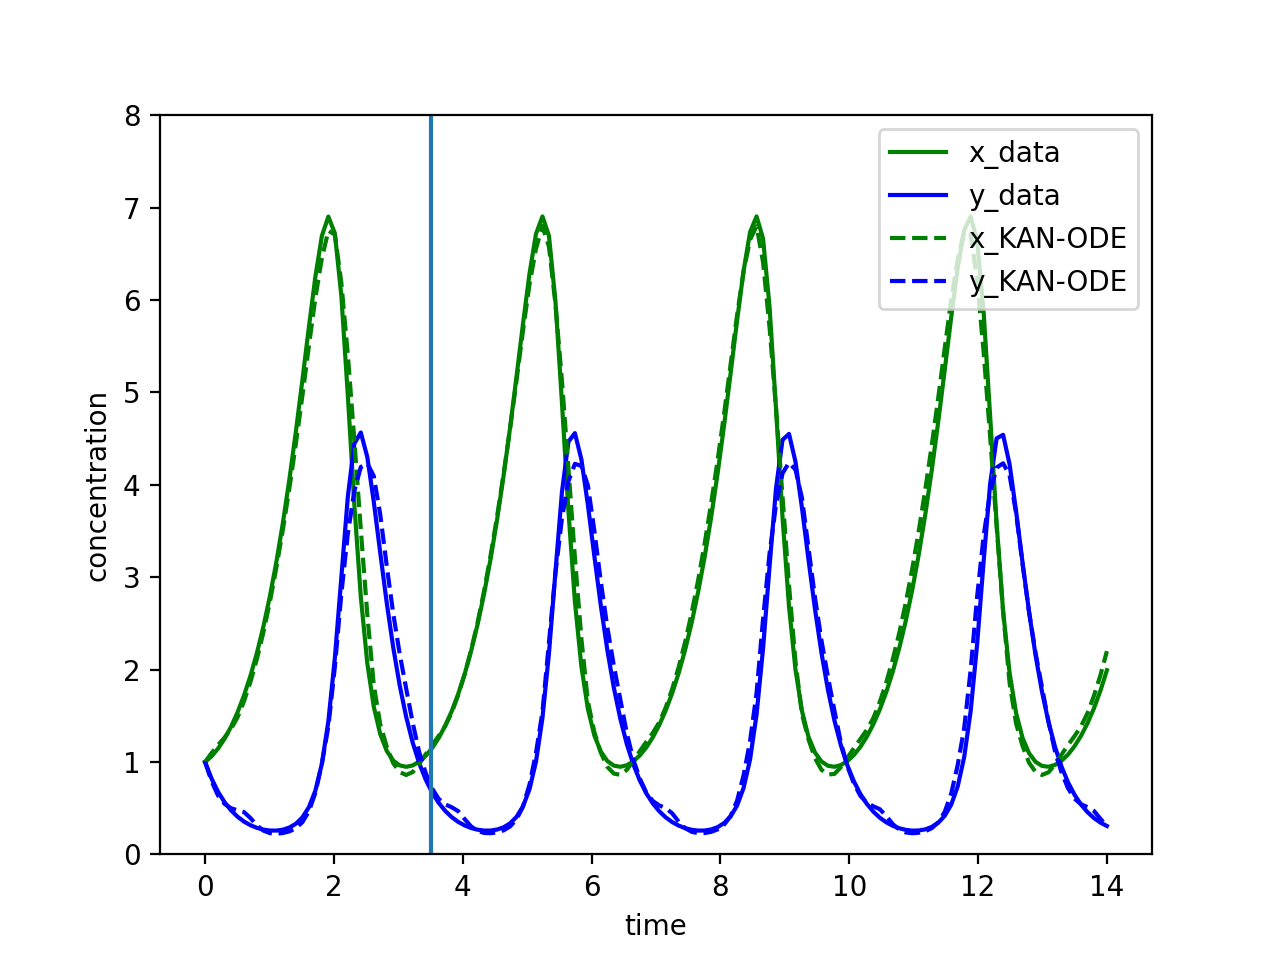 8
7
6
5
4
3
2
1
0
concentration
0 2 4 6 8 10 12 14
time
x_data
y_data
x_KAN-ODE
y_KAN-ODE